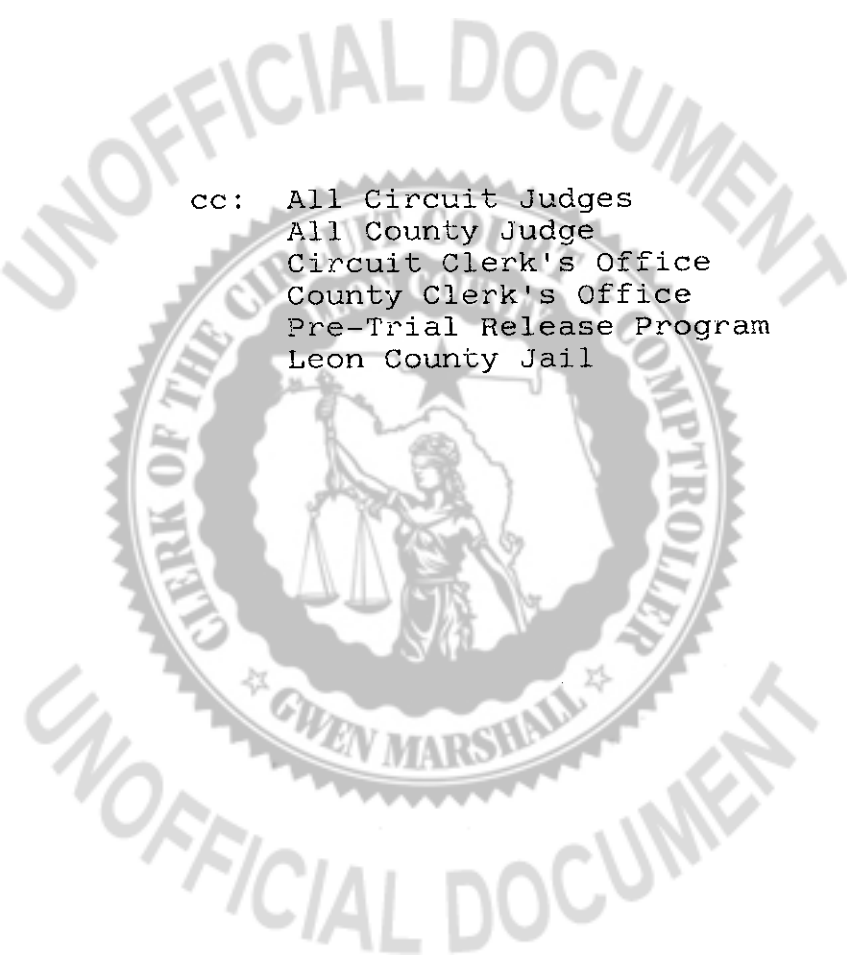 UNOFFICIAL DOCUMENT
cc: All Circuit Judges
All County Judge
Circuit Clerk's Office
County Clerk's Office
Pre-Trial Release Program
Leon County Jail
CLERK OF THE CIRCUIT COURT
COMPTROLLER
GWEN MARSHALL
UNOFFICIAL DOCUMENT